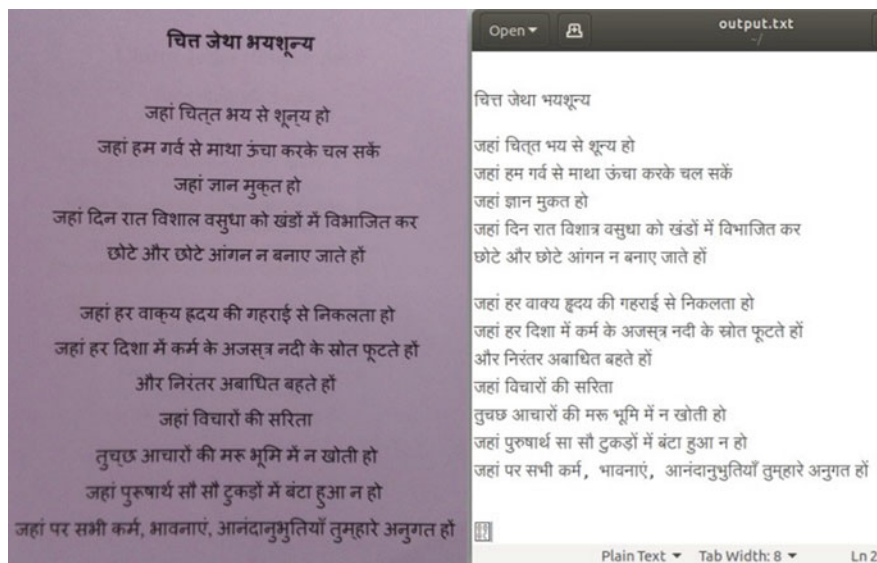 चित्त जेथा भयशून्य
जहां चित्‌त भय से शून्‌य हो
जहां हम गर्व से माथा ऊंचा करके चल सकें
जहां ज्ञान मुक्‌त हो
जहां दिन रात विशाल वसुधा को खंडों में विभाजित कर
छोटे और छोटे आंगन न बनाए जाते हों
जहां हर वाक्‌य ह्रदय की गहराई से निकलता हो
जहां हर दिशा में कर्म के अजस्‌त्र नदी के स्रोत फूटते हों
और निरंतर अबाधित बहते हों
जहां विचारों की सरिता
तुच्‌छ आचारों की मरू भूमि में न खोती हो
जहां पुरूषार्थ सौ सौ टुकड़ों में बंटा हुआ न हो
जहां पर सभी कर्म, भावनाएं, आनंदानुभुतियाँ तुम्‌हारे अनुगत हों
Open output.txt
~/
चित्त जेथा भयशून्य
जहां चित्‌त भय से शून्य हो
जहां हम गर्व से माथा ऊंचा करके चल सकें
जहां ज्ञान मुकत हो
जहां दिन रात विशात्र वसुधा को खंडों में विभाजित कर
छोटे और छोटे आंगन न बनाए जाते हों
जहां हर वाक्य हृदय की गहराई से निकलता हो
जहां हर दिशा में कर्म के अजस्‌त्र नदी के स्रोत फूटते हों
और निरंतर अबाधित बहते हों
जहां विचारों की सरिता
तुचछ आचारों की मरू भूमि में न खोती हो
जहां पुरुषार्थ सा सौ टुकड़ों में बंटा हुआ न हो
जहां पर सभी कर्म, भावनाएं, आनंदानुभुतियाँ तुम्‌हारे अनुगत हों
Plain Text Tab Width: 8 Ln 2